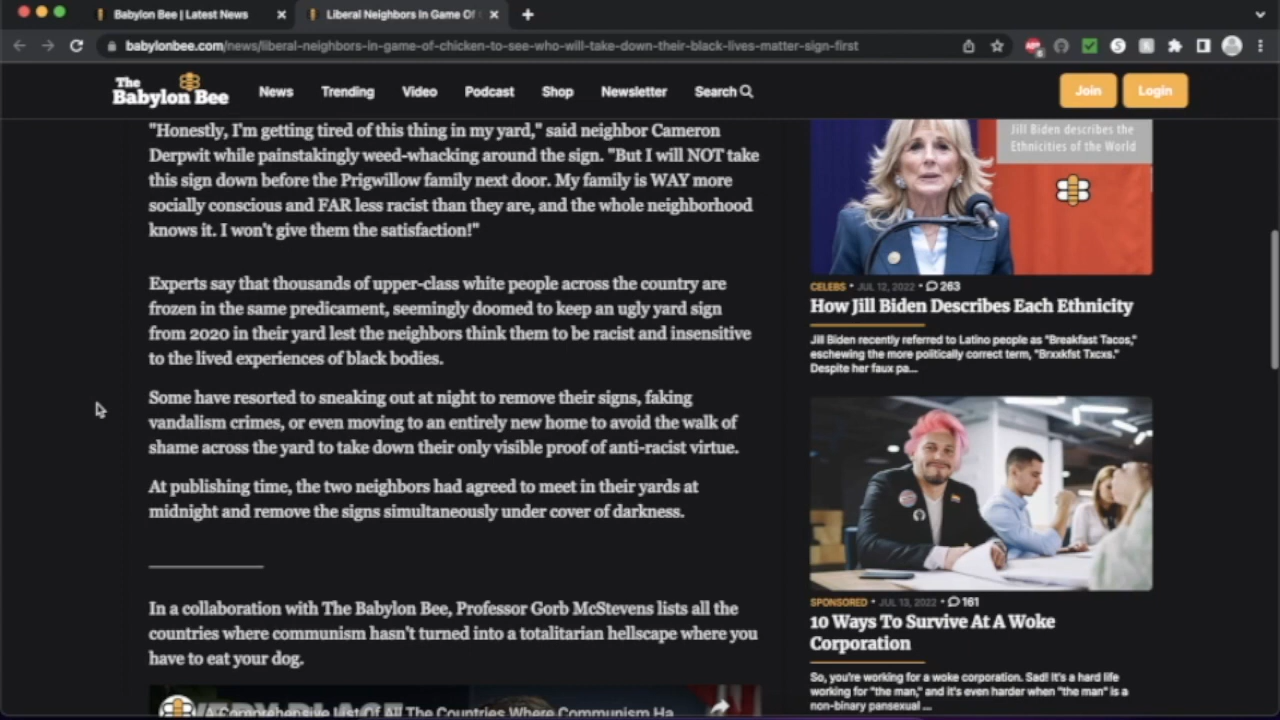 Babylon Bee | Latest News
Liberal Neighbors In Game Of
babylonbee.com/news/liberal-neighbors-in-game-of-chicken-to-see-who-will-take-down-their-black-lives-matter-sign-first
The
Babylon Bee
News
Trending
Video
Podcast
Shop
Newsletter
Search
Join
Login
"Honestly, I'm getting tired of this thing in my yard," said neighbor Cameron
Derpwit while painstakingly weed-whacking around the sign. "But I will NOT take
this sign down before the Prigwillow family next door. My family is WAY more
socially conscious and FAR less racist than they are, and the whole neighborhood
knows it. I won't give them the satisfaction!"
Experts say that thousands of upper-class white people across the country are
frozen in the same predicament, seemingly doomed to keep an ugly yard sign
from 2020 in their yard lest the neighbors think them to be racist and insensitive
to the lived experiences of black bodies.
Some have resorted to sneaking out at night to remove their signs, faking
vandalism crimes, or even moving to an entirely new home to avoid the walk of
shame across the yard to take down their only visible proof of anti-racist virtue.
At publishing time, the two neighbors had agreed to meet in their yards at
midnight and remove the signs simultaneously under cover of darkness.
In a collaboration with The Babylon Bee, Professor Gorb McStevens lists all the
countries where communism hasn't turned into a totalitarian hellscape where you
have to eat your dog.
A Comprehensive List Of All The Countries Where Communism Ha
Jill Biden describes the
Ethnicities of the World
CELEBS • JUL 12, 2022 • 263
How Jill Biden Describes Each Ethnicity
Jill Biden recently referred to Latino people as "Breakfast Tacos,"
eschewing the more politically correct term, "Brxxkfst Txcxs."
Despite her faux pa...
SPONSORED • JUL 13, 2022 • 161
10 Ways To Survive At A Woke
Corporation
So, you're working for a woke corporation. Sad! It's a hard life
working for "the man," and it's even harder when "the man" is a
non-binary pansexual ...